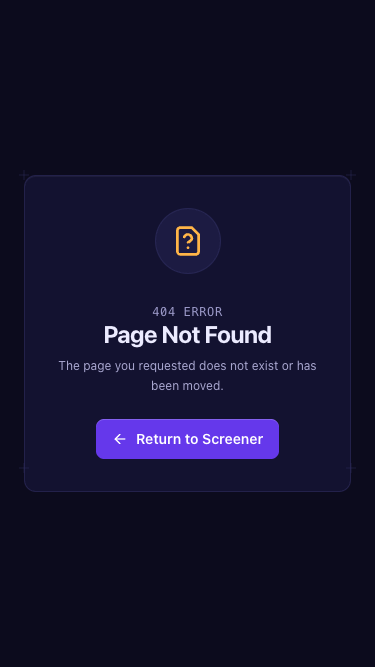 404 ERROR
Page Not Found
The page you requested does not exist or has
been moved.
Return to Screener